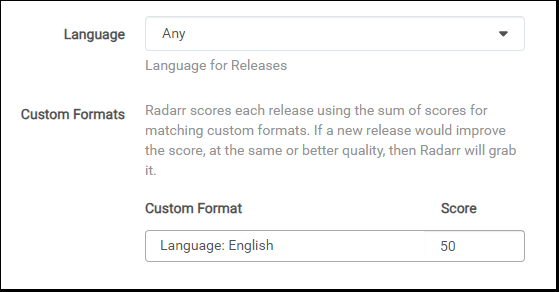 Language
Any
Language for Releases
Custom Formats
Radarr scores each release using the sum of scores for
matching custom formats. If a new release would improve
the score, at the same or better quality, then Radarr will grab
it.
Custom Format Score
Language: English 50